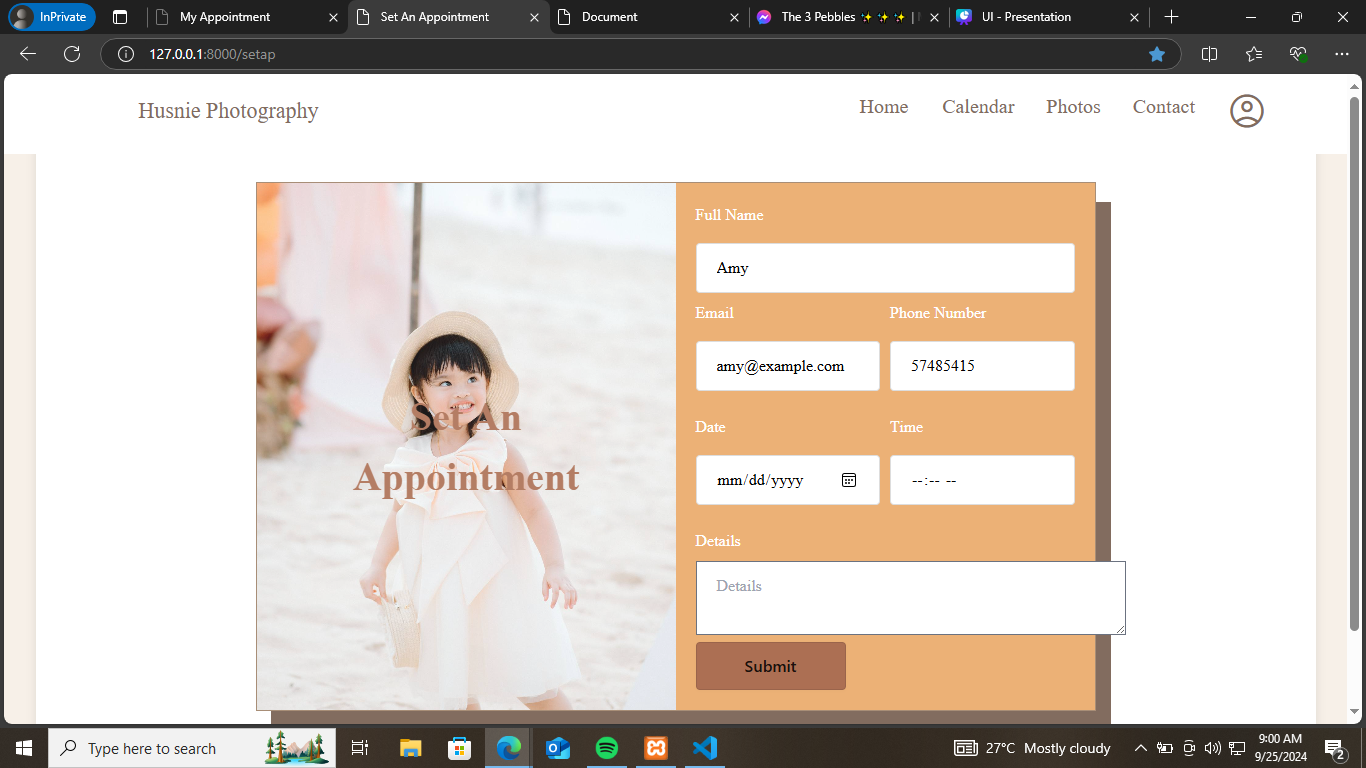 InPrivate
My Appointment
Set An Appointment
Document
The 3 Pebbles ✨✨✨ |
UI - Presentation
127.0.0.1:8000/setap
Husnie Photography
Home
Calendar
Photos
Contact
Set An
Appointment
Full Name
Amy
Email
Phone Number
amy@example.com
57485415
Date
Time
mm/dd/yyyy
--:-- --
Details
Details
Submit
Type here to search
27°C Mostly cloudy
9:00 AM
9/25/2024
2